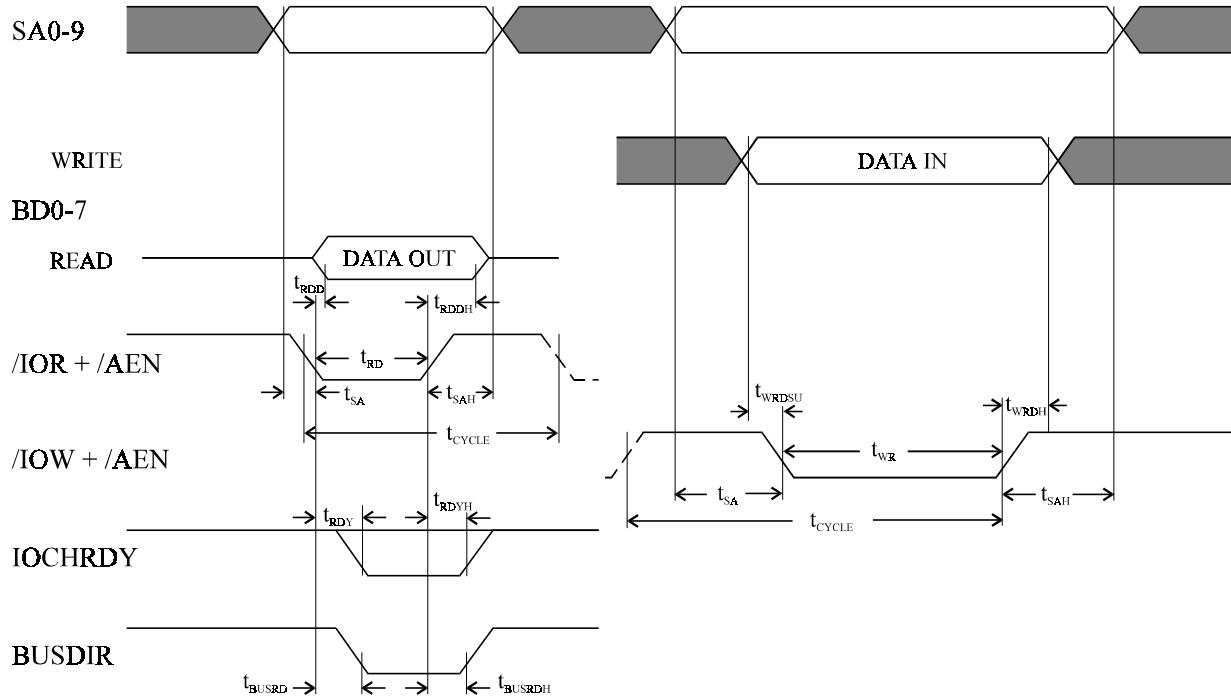 SA0-9
WRITE
DATA IN
BD0-7
READ
DATA OUT
tRDD
tRDDH
/IOR + /AEN
tRD
tSA
tSAH
tWRDSU
tWRDH
tCYCLE
/IOW + /AEN
tWR
tSA
tSAH
tRDY
tRDYH
tCYCLE
IOCHRDY
BUSDIR
tBUSRD
tBUSRDH